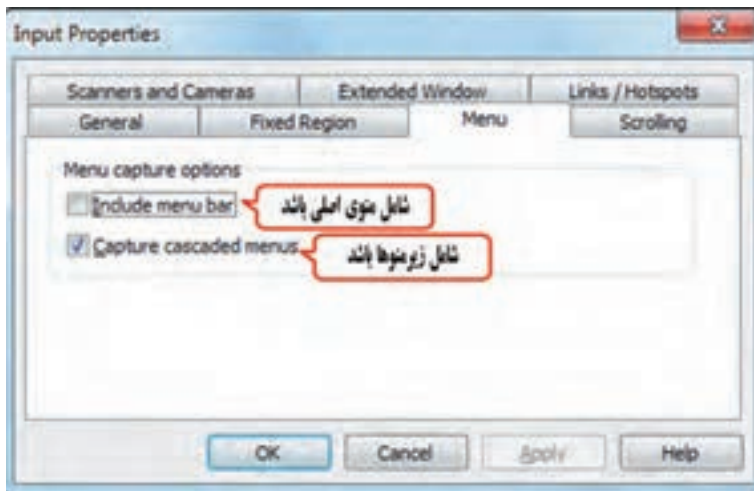 Input Properties
Scanners and Cameras Extended Window Links / Hotspots
General Fixed Region Menu Scrolling
Menu capture options
Include menu bar شامل منوی اصلی باشد
Capture cascaded menus شامل زیرمنوها باشد
OK Cancel Apply Help